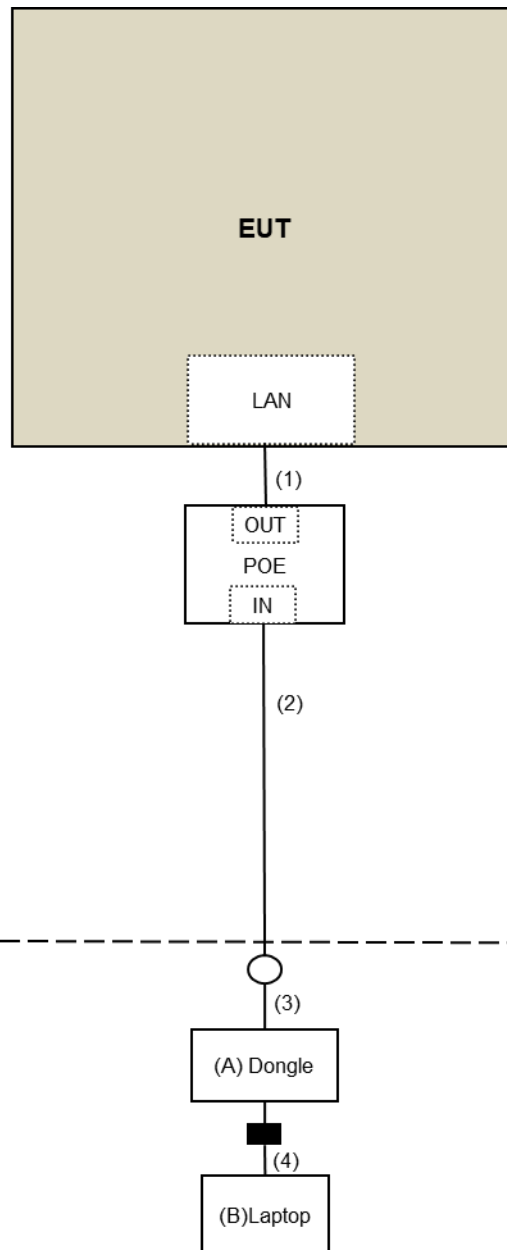 EUT
LAN
(1)
OUT
POE
IN
(2)
(3)
(A) Dongle
(4)
(B)Laptop